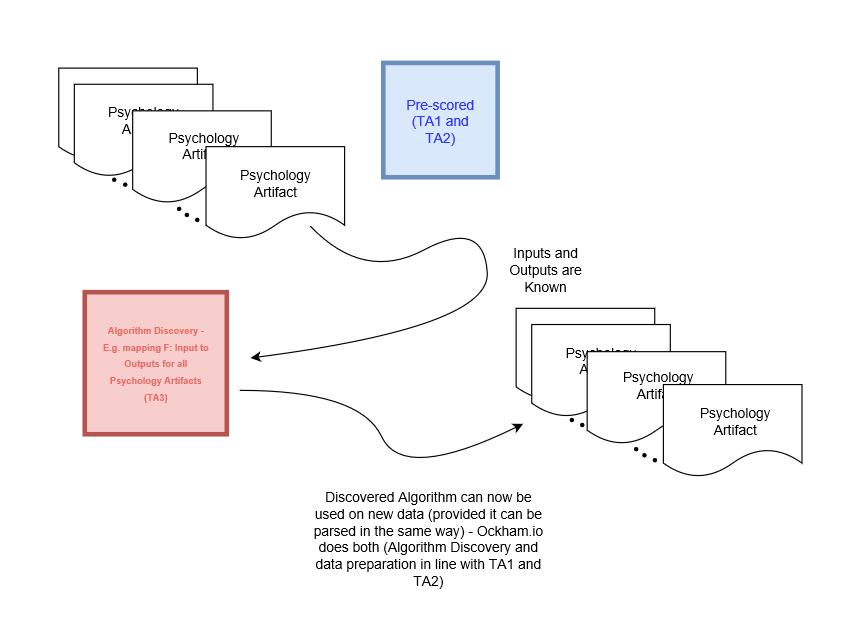 Psychology
A
Psychology
Artif
Psychology
Artifact
Pre-scored
(TA1 and
TA2)
Inputs and
Outputs are
Known
Algorithm Discovery -
E.g. mapping F: Input to
Outputs for all
Psychology Artifacts
(TA3)
Psychology
A
Psychology
Artifa
Psychology
Artifact
Discovered Algorithm can now be
used on new data (provided it can be
parsed in the same way) - Ockham.io
does both (Algorithm Discovery and
data preparation in line with TA1 and
TA2)